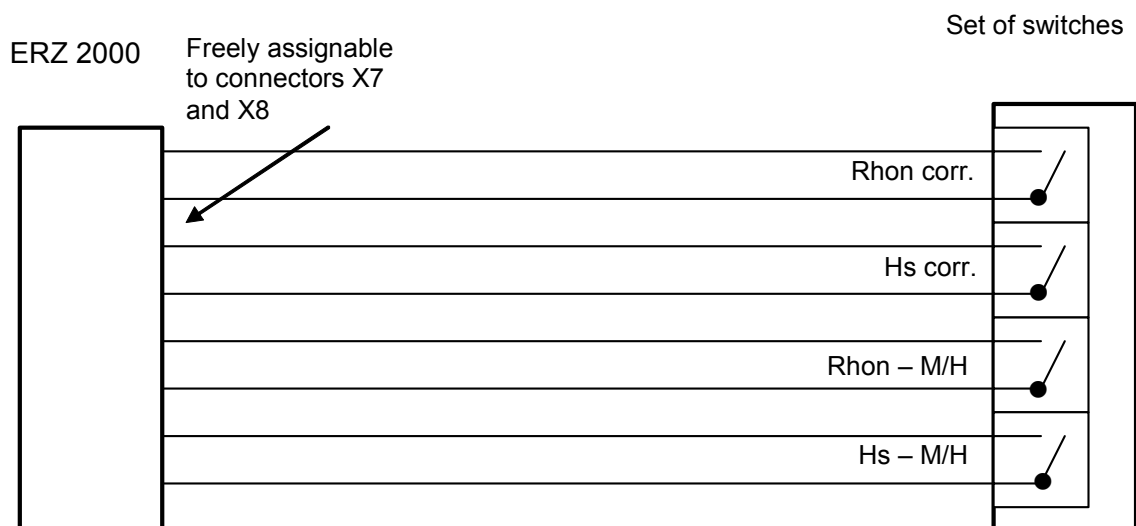 Set of switches
ERZ 2000
Freely assignable
to connectors X7
and X8
Rhon corr.
Hs corr.
Rhon – M/H
Hs – M/H